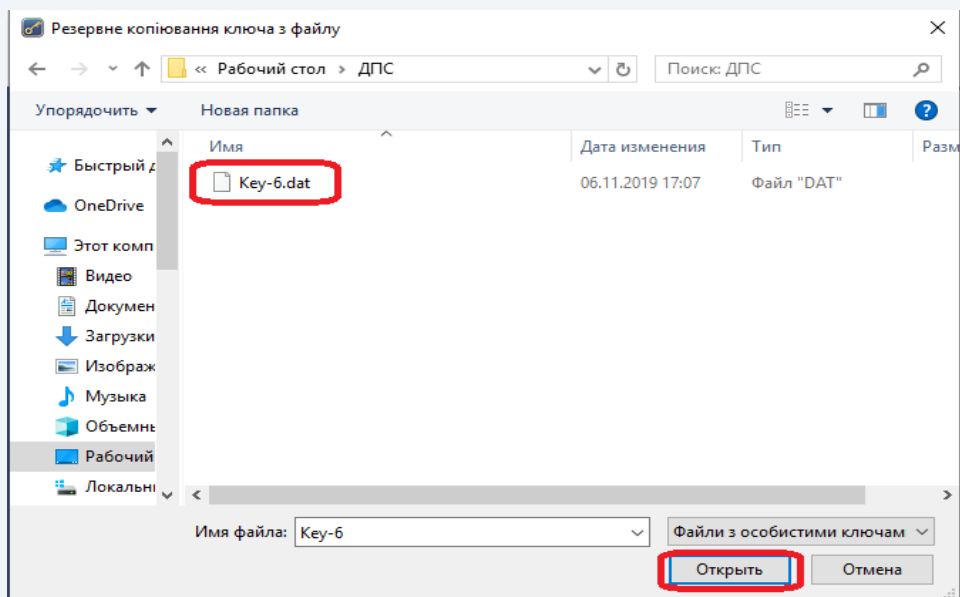 Резервне копіювання ключа з файлу
« Рабочий стол › ДПС
Поиск: ДПС
Упорядочить
Новая папка
Имя
Дата изменения
Тип
Разм
Key-6.dat
06.11.2019 17:07
Файл "DAT"
Быстрый д
OneDrive
Этот комп
Видео
Докумен
Загрузки
Изображ
Музыка
Объемнь
Рабочий
Локальн
Имя файла:
Key-6
Файли з особистими ключам
Открыть
Отмена